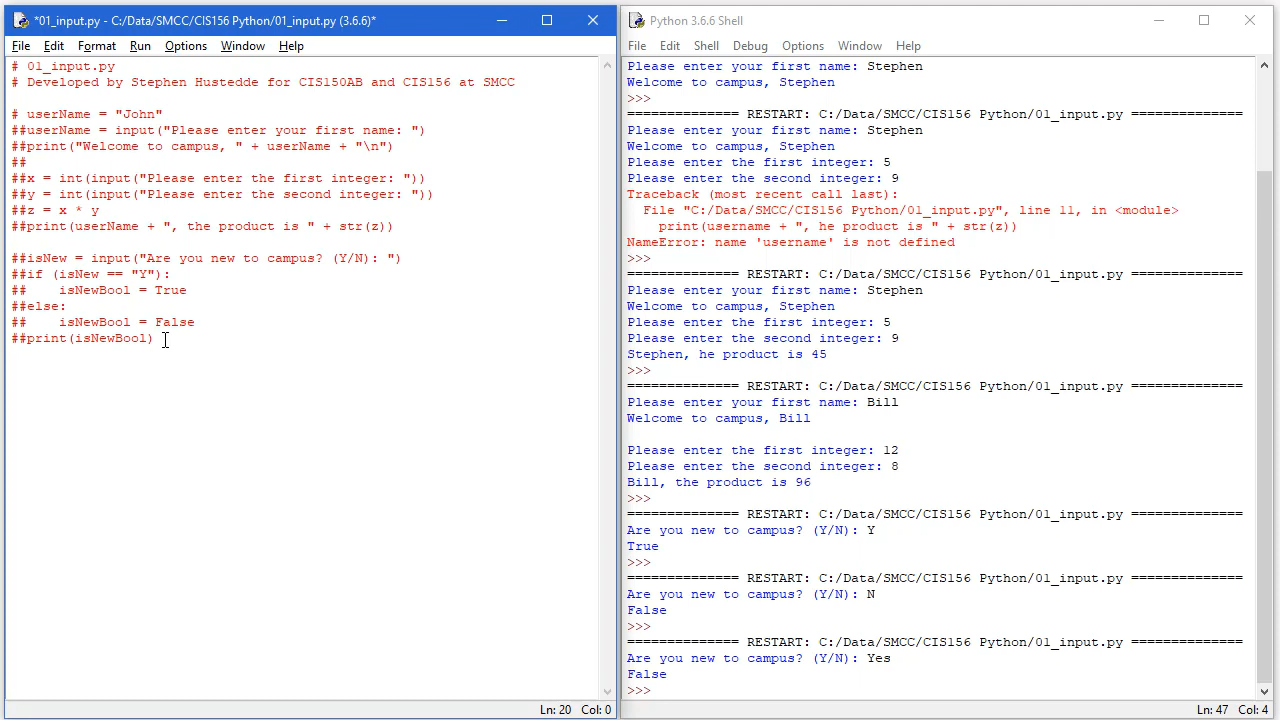 *01_input.py - C:/Data/SMCC/CIS156 Python/01_input.py (3.6.6)*
File Edit Format Run Options Window Help
# 01_input.py
# Developed by Stephen Hustedde for CIS150AB and CIS156 at SMCC
# userName = "John"
##userName = input("Please enter your first name: ")
##print("Welcome to campus, " + userName + "\n")
##
##x = int(input("Please enter the first integer: "))
##y = int(input("Please enter the second integer: "))
##z = x * y
##print(userName + ", the product is " + str(z))
##isNew = input("Are you new to campus? (Y/N): ")
##if (isNew == "Y"):
##    isNewBool = True
##else:
##    isNewBool = False
##print(isNewBool)
Ln: 20 Col: 0
Python 3.6.6 Shell
File Edit Shell Debug Options Window Help
Please enter your first name: Stephen
Welcome to campus, Stephen
>>>
============== RESTART: C:/Data/SMCC/CIS156 Python/01_input.py ==============
Please enter your first name: Stephen
Welcome to campus, Stephen
Please enter the first integer: 5
Please enter the second integer: 9
Traceback (most recent call last):
  File "C:/Data/SMCC/CIS156 Python/01_input.py", line 11, in <module>
    print(username + ", he product is " + str(z))
NameError: name 'username' is not defined
>>>
============== RESTART: C:/Data/SMCC/CIS156 Python/01_input.py ==============
Please enter your first name: Stephen
Welcome to campus, Stephen
Please enter the first integer: 5
Please enter the second integer: 9
Stephen, he product is 45
>>>
============== RESTART: C:/Data/SMCC/CIS156 Python/01_input.py ==============
Please enter your first name: Bill
Welcome to campus, Bill
Please enter the first integer: 12
Please enter the second integer: 8
Bill, the product is 96
>>>
============== RESTART: C:/Data/SMCC/CIS156 Python/01_input.py ==============
Are you new to campus? (Y/N): Y
True
>>>
============== RESTART: C:/Data/SMCC/CIS156 Python/01_input.py ==============
Are you new to campus? (Y/N): N
False
>>>
============== RESTART: C:/Data/SMCC/CIS156 Python/01_input.py ==============
Are you new to campus? (Y/N): Yes
False
>>>
Ln: 47 Col: 4